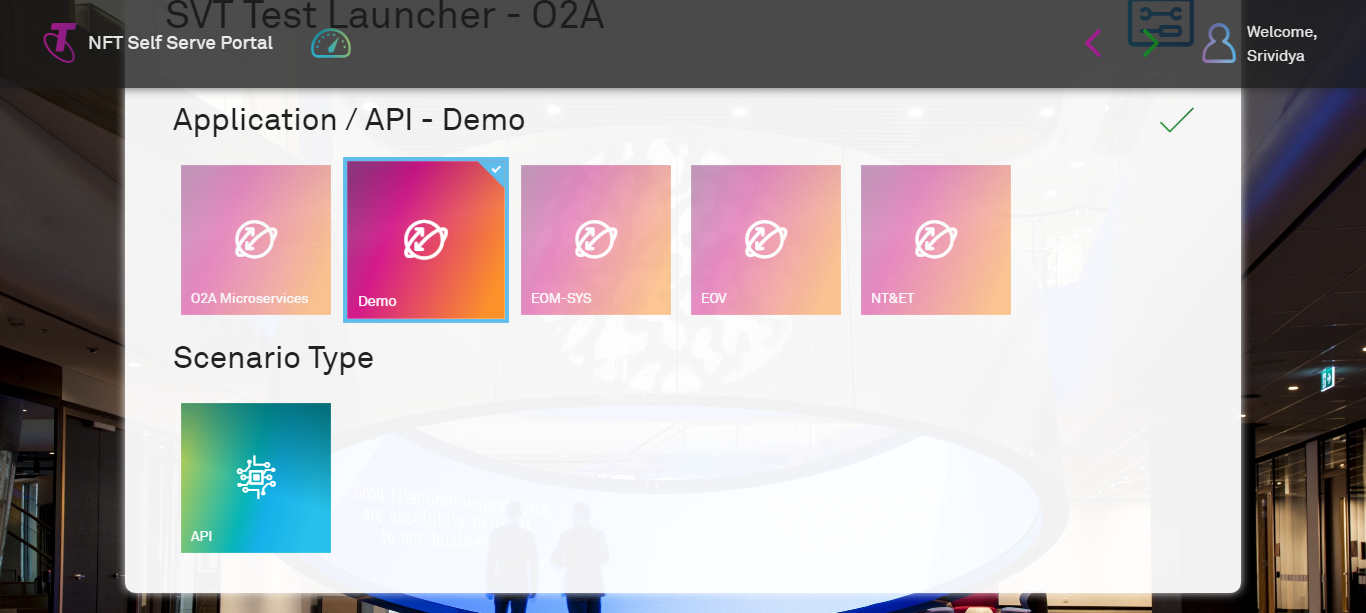 SVT Test Launcher - O2A
NFT Self Serve Portal
Welcome,
Srividya
Application / API - Demo
O2A Microservices
Demo
EOM-SYS
EOV
NT&ET
Scenario Type
API
"Good telecommunications
are absolutely
to our business